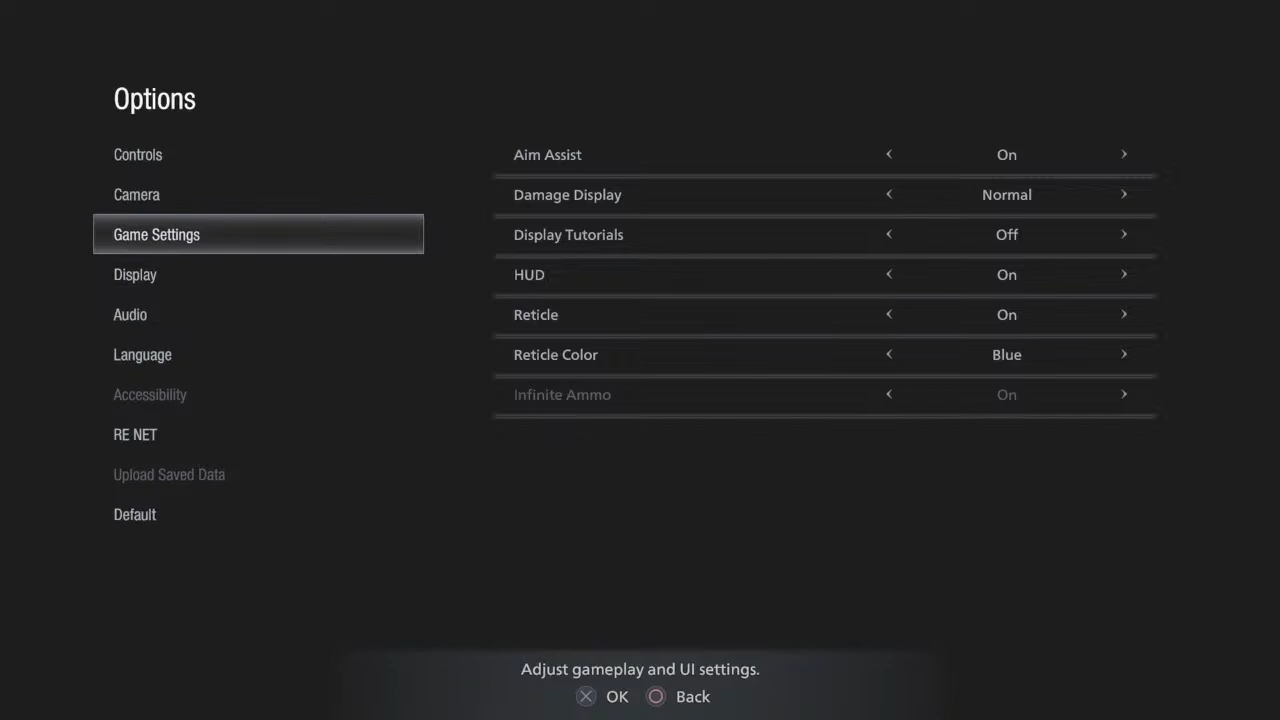 Options
Controls
Camera
Game Settings
Display
Audio
Language
Accessibility
RE NET
Upload Saved Data
Default
Aim Assist On
Damage Display Normal
Display Tutorials Off
HUD On
Reticle On
Reticle Color Blue
Infinite Ammo On
Adjust gameplay and UI settings.
OK Back